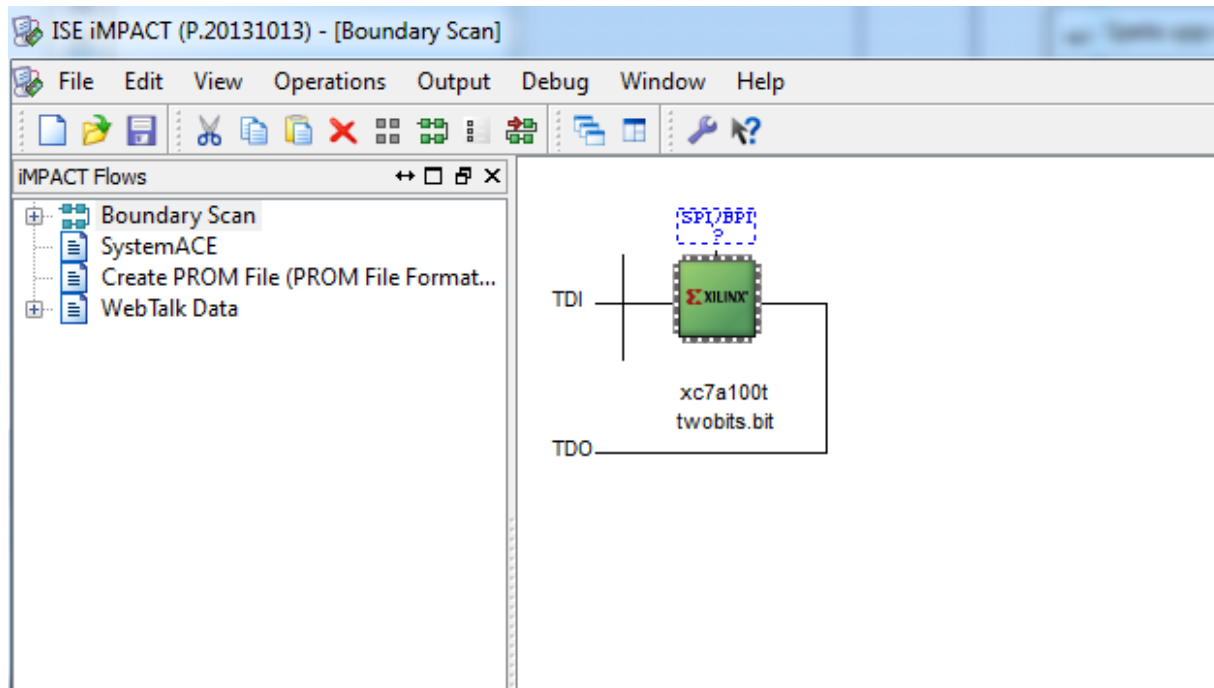 ISE iMPACT (P.20131013) - [Boundary Scan]
File Edit View Operations Output Debug Window Help
iMPACT Flows
Boundary Scan
SystemACE
Create PROM File (PROM File Format...
WebTalk Data
SPI/BPI
?
TDI
XILINX
xc7a100t
twobits.bit
TDO